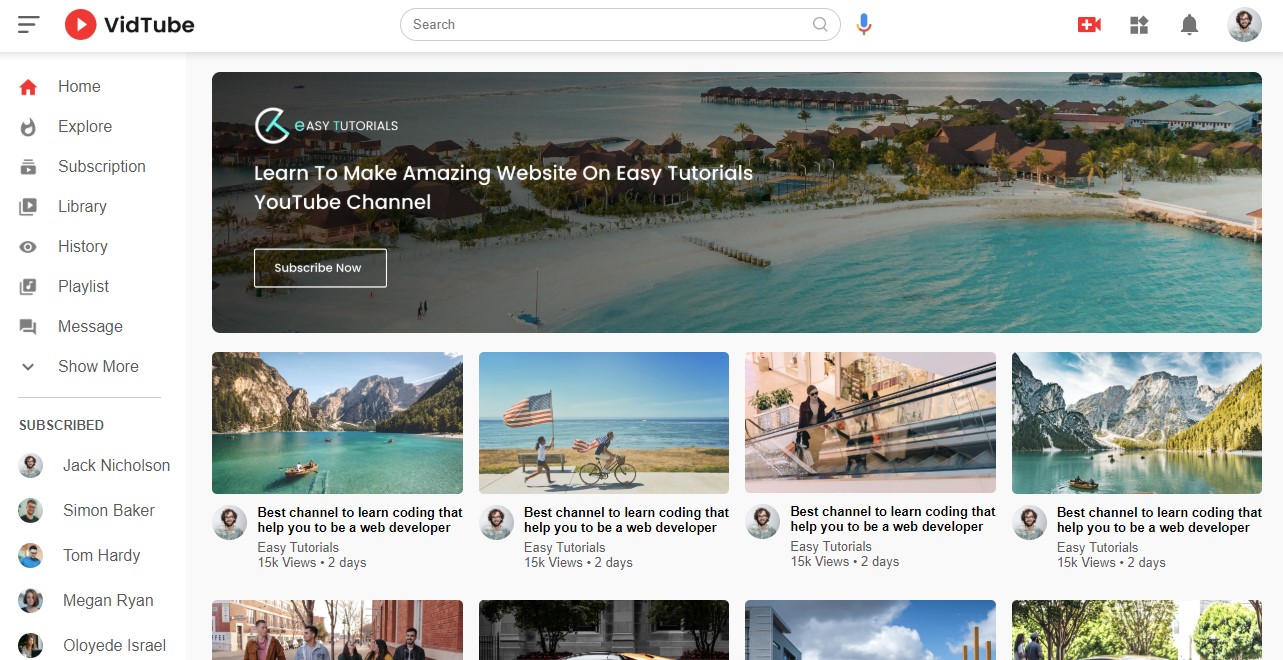 VidTube
Search
Home
Explore
Subscription
Library
History
Playlist
Message
Show More
SUBSCRIBED
Jack Nicholson
Simon Baker
Tom Hardy
Megan Ryan
Oloyede Israel
eASY TUTORIALS
Learn To Make Amazing Website On Easy Tutorials
YouTube Channel
Subscribe Now
Best channel to learn coding that
help you to be a web developer
Easy Tutorials
15k Views • 2 days
Best channel to learn coding that
help you to be a web developer
Easy Tutorials
15k Views • 2 days
Best channel to learn coding that
help you to be a web developer
Easy Tutorials
15k Views • 2 days
Best channel to learn coding that
help you to be a web developer
Easy Tutorials
15k Views • 2 days